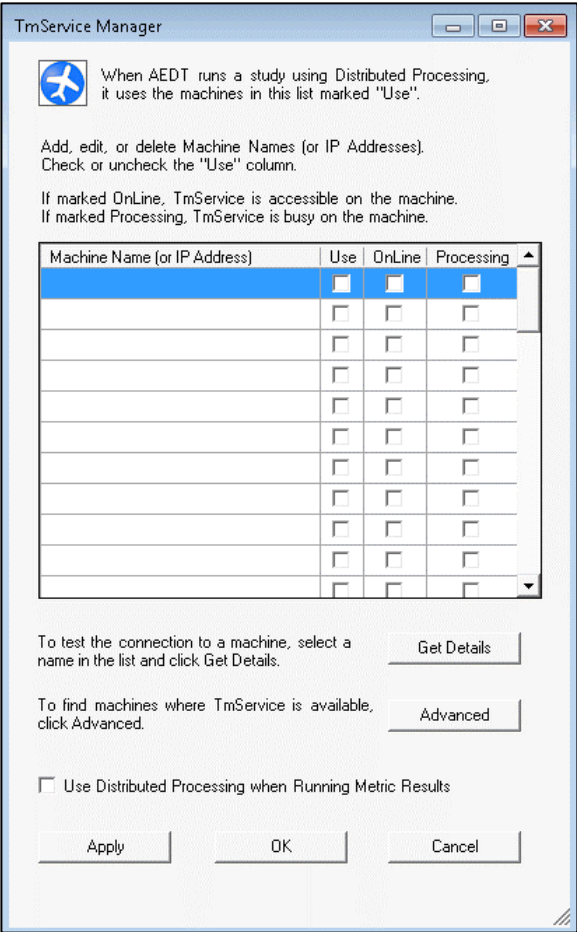 TmService Manager
When AEDT runs a study using Distributed Processing,
it uses the machines in this list marked "Use".
Add, edit, or delete Machine Names (or IP Addresses).
Check or uncheck the "Use" column.
If marked OnLine, TmService is accessible on the machine.
If marked Processing, TmService is busy on the machine.
Machine Name (or IP Address) Use OnLine Processing
To test the connection to a machine, select a
name in the list and click Get Details.
Get Details
To find machines where TmService is available,
click Advanced.
Advanced
Use Distributed Processing when Running Metric Results
Apply OK Cancel